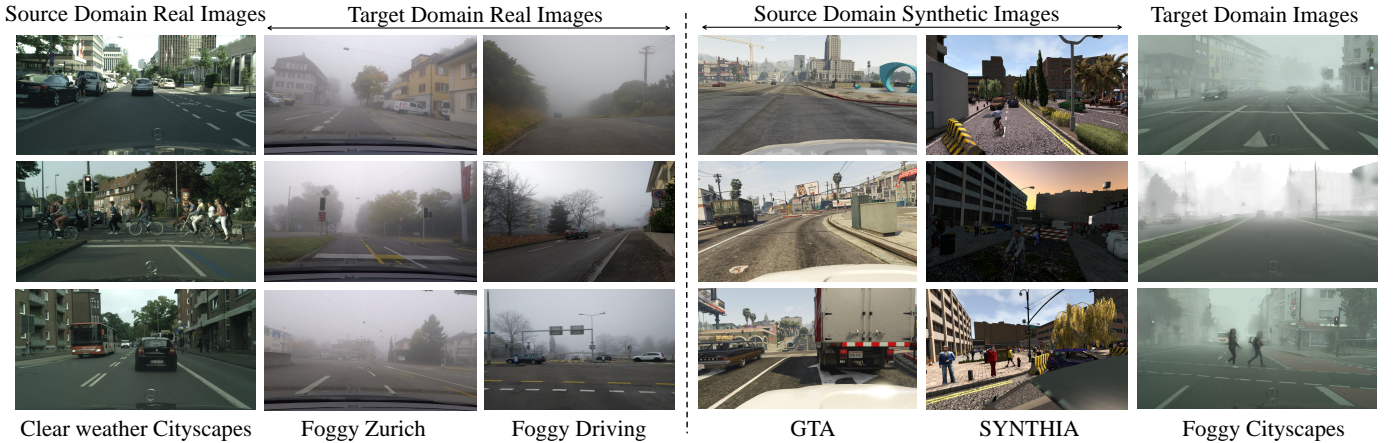 Source Domain Real Images
Target Domain Real Images
Source Domain Synthetic Images
Target Domain Images
Clear weather Cityscapes
Foggy Zurich
Foggy Driving
GTA
SYNTHIA
Foggy Cityscapes